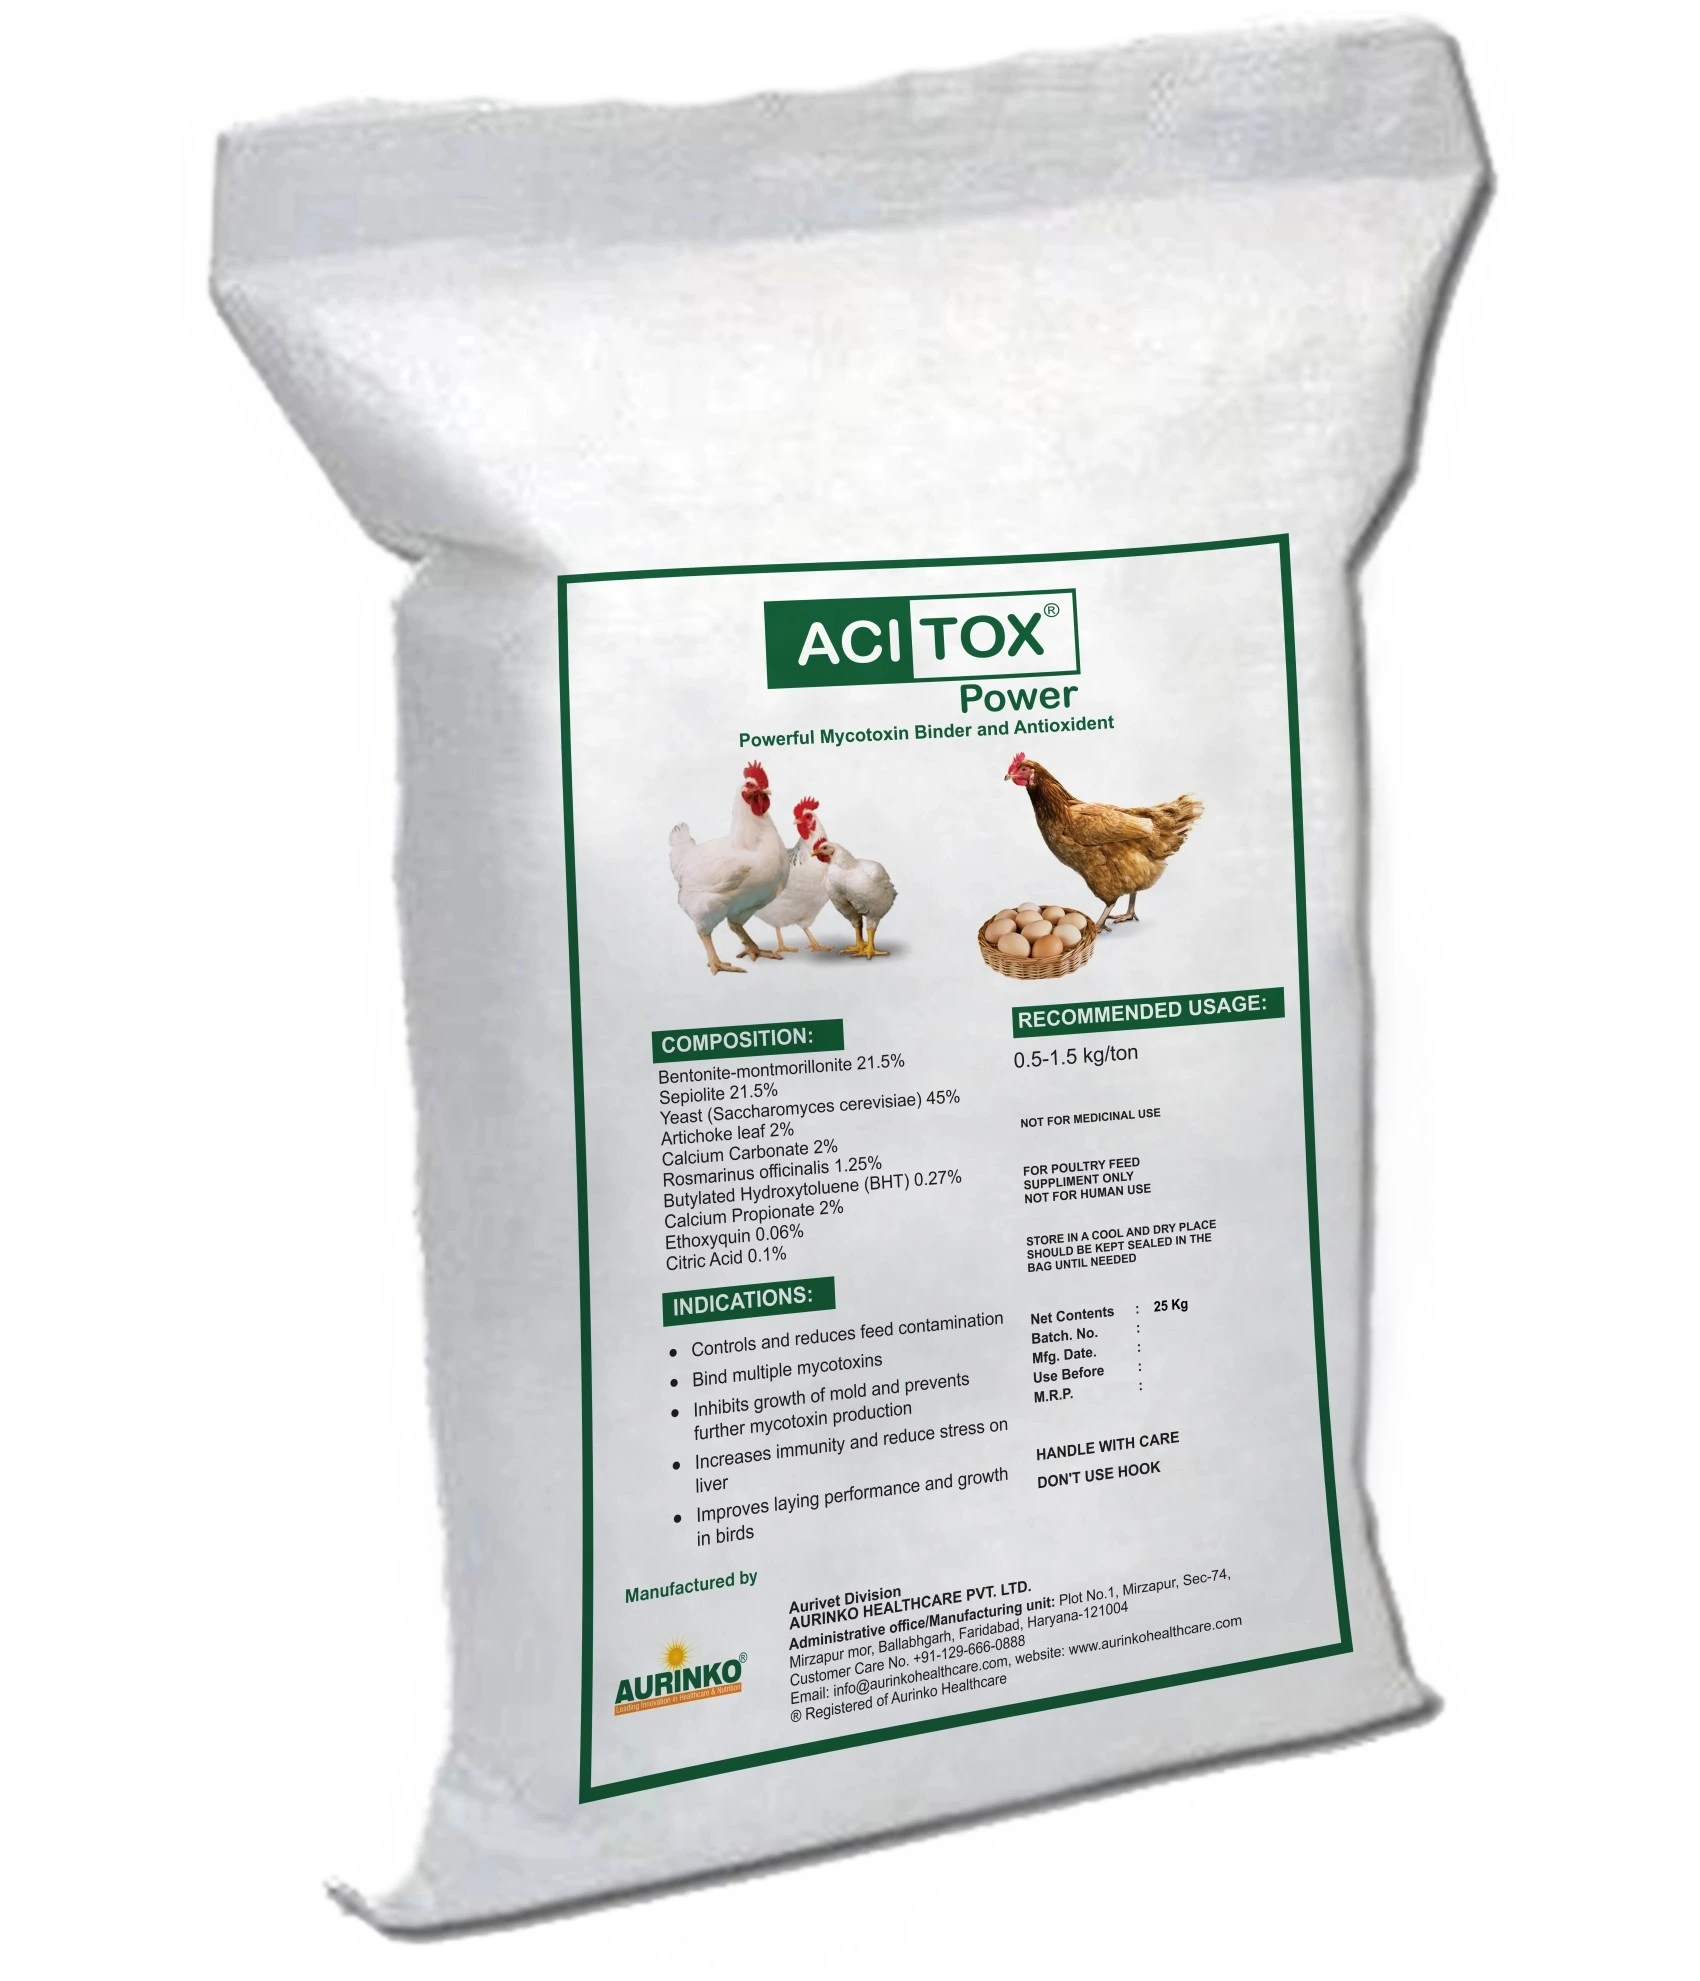 ACI TOX®
Power
Powerful Mycotoxin Binder and Antioxident
COMPOSITION:
Bentonite-montmorillonite 21.5%
Sepiolite 21.5%
Yeast (Saccharomyces cerevisiae) 45%
Artichoke leaf 2%
Calcium Carbonate 2%
Rosmarinus officinalis 1.25%
Butylated Hydroxytoluene (BHT) 0.27%
Calcium Propionate 2%
Ethoxyquin 0.06%
Citric Acid 0.1%
INDICATIONS:
• Controls and reduces feed contamination
• Bind multiple mycotoxins
• Inhibits growth of mold and prevents
further mycotoxin production
• Increases immunity and reduce stress on
liver
• Improves laying performance and growth
in birds
RECOMMENDED USAGE:
0.5-1.5 kg/ton
NOT FOR MEDICINAL USE
FOR POULTRY FEED
SUPPLIMENT ONLY
NOT FOR HUMAN USE
STORE IN A COOL AND DRY PLACE
SHOULD BE KEPT SEALED IN THE
BAG UNTIL NEEDED
Net Contents : 25 Kg
Batch. No. :
Mfg. Date. :
Use Before :
M.R.P. :
HANDLE WITH CARE
DON'T USE HOOK
Manufactured by
AURINKO®
Leading Innovation in Healthcare & Nutrition
Aurivet Division
AURINKO HEALTHCARE PVT. LTD.
Administrative office/Manufacturing unit: Plot No.1, Mirzapur, Sec-74,
Mirzapur mor, Ballabhgarh, Faridabad, Haryana-121004
Customer Care No. +91-129-666-0888
Email: info@aurinkohealthcare.com, website: www.aurinkohealthcare.com
® Registered of Aurinko Healthcare